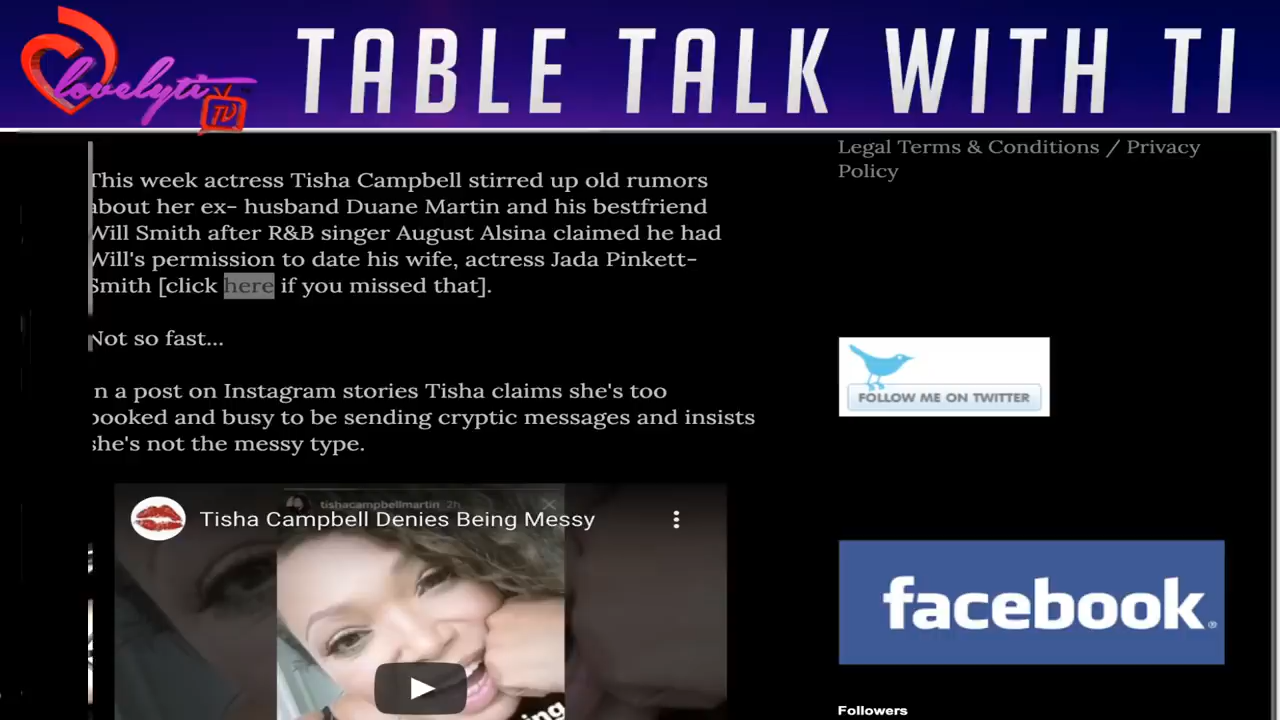 lovelyti
TV
TABLE TALK WITH TI
This week actress Tisha Campbell stirred up old rumors
about her ex- husband Duane Martin and his bestfriend
Will Smith after R&B singer August Alsina claimed he had
Will's permission to date his wife, actress Jada Pinkett-
Smith [click here if you missed that].
Not so fast...
In a post on Instagram stories Tisha claims she's too
booked and busy to be sending cryptic messages and insists
she's not the messy type.
tishacampbellmartin 2h
Tisha Campbell Denies Being Messy
Legal Terms & Conditions / Privacy
Policy
FOLLOW ME ON TWITTER
facebook
Followers